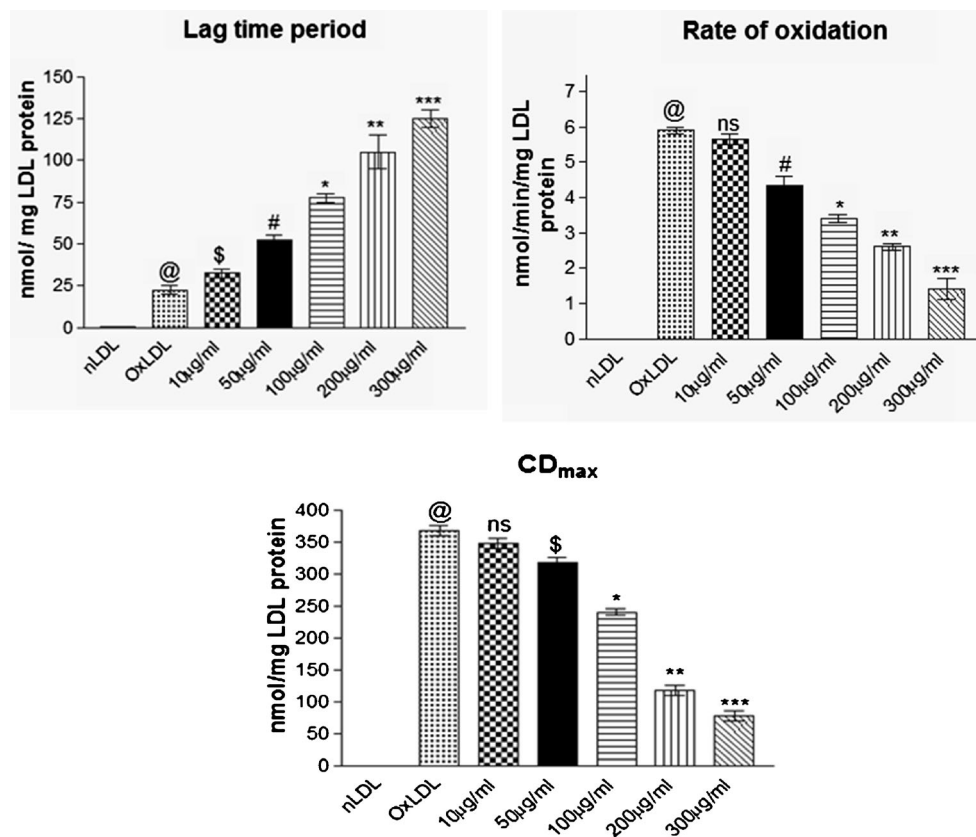 Lag time period
nmol/ mg LDL protein
150
125
100
75
50
25
0
@
$
#
*
**
***
nLDL
OxLDL
10µg/ml
50µg/ml
100µg/ml
200µg/ml
300µg/ml
Rate of oxidation
nmol/min/mg LDL
protein
7
6
5
4
3
2
1
0
@
ns
#
*
**
***
nLDL
OxLDL
10µg/ml
50µg/ml
100µg/ml
200µg/ml
300µg/ml
CDmax
nmol/mg LDL protein
400
350
300
250
200
150
100
50
0
@
ns
$
*
**
***
nLDL
OxLDL
10µg/ml
50µg/ml
100µg/ml
200µg/ml
300µg/ml